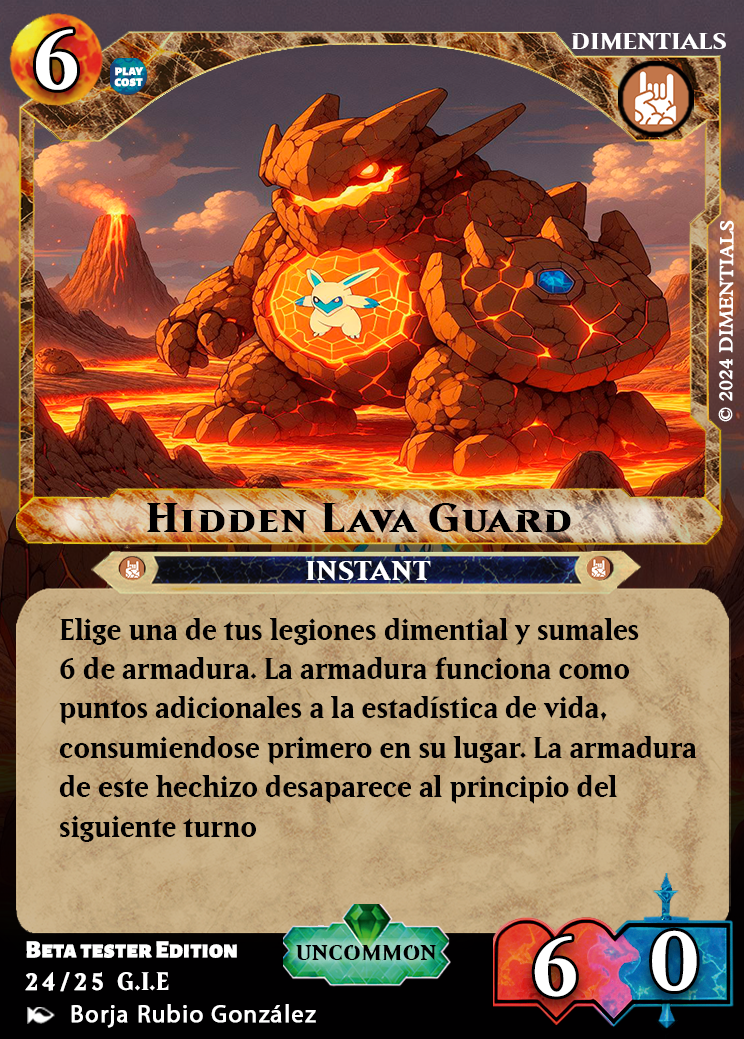 6
PLAY
COST
DIMENTIALS
© 2024 DIMENTIALS
HIDDEN LAVA GUARD
INSTANT
Elige una de tus legiones dimential y sumales
6 de armadura. La armadura funciona como
puntos adicionales a la estadística de vida,
consumiendose primero en su lugar. La armadura
de este hechizo desaparece al principio del
siguiente turno
BETA TESTER EDITION
24/25 G.I.E
Borja Rubio González
UNCOMMON
6 0